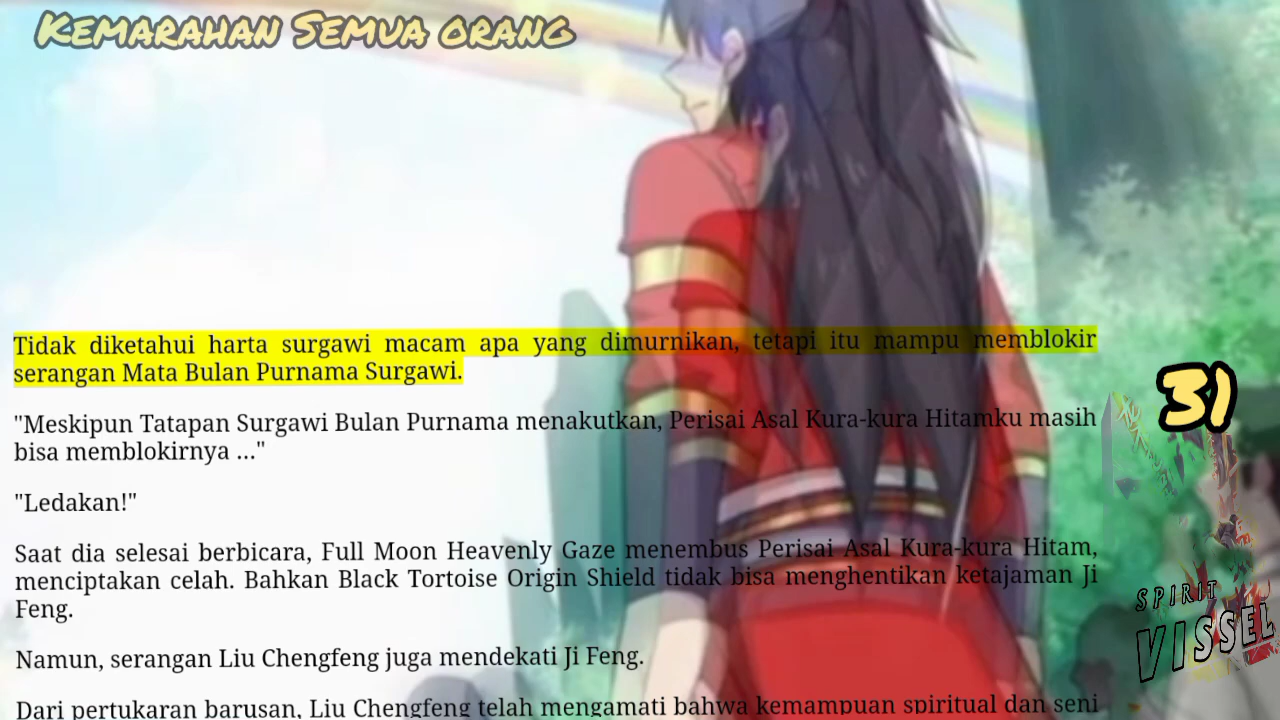 Kemarahan Semua orang
Tidak diketahui harta surgawi macam apa yang dimurnikan, tetapi itu mampu memblokir
serangan Mata Bulan Purnama Surgawi.
"Meskipun Tatapan Surgawi Bulan Purnama menakutkan, Perisai Asal Kura-kura Hitamku masih
bisa memblokirnya ..."
"Ledakan!"
Saat dia selesai berbicara, Full Moon Heavenly Gaze menembus Perisai Asal Kura-kura Hitam,
menciptakan celah. Bahkan Black Tortoise Origin Shield tidak bisa menghentikan ketajaman Ji
Feng.
Namun, serangan Liu Chengfeng juga mendekati Ji Feng.
Dari pertukaran barusan, Liu Chengfeng telah mengamati bahwa kemampuan spiritual dan seni
31
SPIRIT
VISSEL